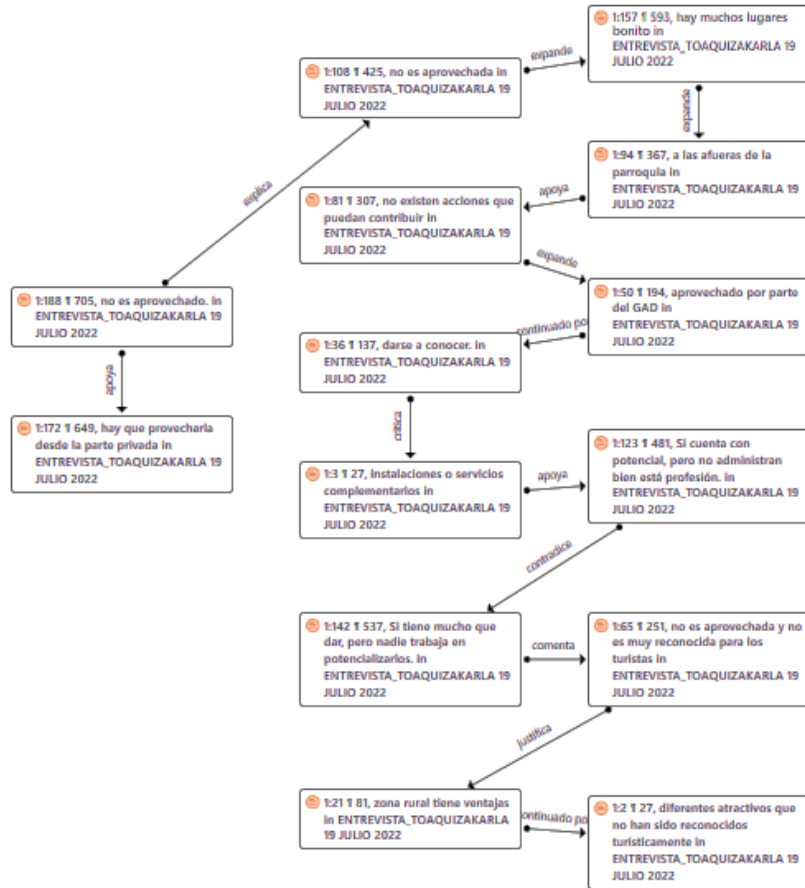 1:157 ¶ 593, hay muchos lugares
bonito in
ENTREVISTA_TOAQUIZAKARLA 19
JULIO 2022
expande
1:108 ¶ 425, no es aprovechada in
ENTREVISTA_TOAQUIZAKARLA 19
JULIO 2022
expande
explica
1:94 ¶ 367, a las afueras de la
parroquia in
ENTREVISTA_TOAQUIZAKARLA 19
JULIO 2022
apoya
1:81 ¶ 307, no existen acciones que
puedan contribuir in
ENTREVISTA_TOAQUIZAKARLA 19
JULIO 2022
expande
1:188 ¶ 705, no es aprovechado. in
ENTREVISTA_TOAQUIZAKARLA 19
JULIO 2022
1:50 ¶ 194, aprovechado por parte
del GAD in
ENTREVISTA_TOAQUIZAKARLA 19
JULIO 2022
continuado por
1:36 ¶ 137, darse a conocer. in
ENTREVISTA_TOAQUIZAKARLA 19
JULIO 2022
apoya
critica
1:172 ¶ 649, hay que provecharla
desde la parte privada in
ENTREVISTA_TOAQUIZAKARLA 19
JULIO 2022
1:3 ¶ 27, instalaciones o servicios
complementarios in
ENTREVISTA_TOAQUIZAKARLA 19
JULIO 2022
apoya
1:123 ¶ 481, Si cuenta con
potencial, pero no administran
bien está profesión. in
ENTREVISTA_TOAQUIZAKARLA 19
JULIO 2022
contradice
1:142 ¶ 537, Si tiene mucho que
dar, pero nadie trabaja en
potencializarlos. in
ENTREVISTA_TOAQUIZAKARLA 19
JULIO 2022
comenta
1:65 ¶ 251, no es aprovechada y no
es muy reconocida para los
turistas in
ENTREVISTA_TOAQUIZAKARLA 19
JULIO 2022
justifica
1:21 ¶ 81, zona rural tiene ventajas
in ENTREVISTA_TOAQUIZAKARLA
19 JULIO 2022
ontinuado po
1:2 ¶ 27, diferentes atractivos que
no han sido reconocidos
turísticamente in
ENTREVISTA_TOAQUIZAKARLA 19
JULIO 2022